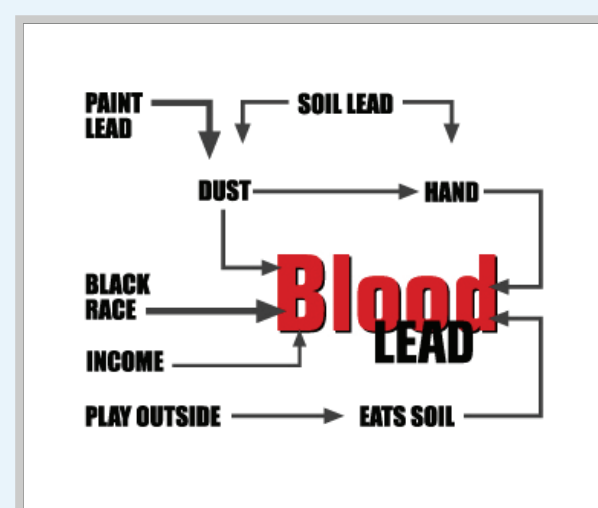 PAINT
LEAD
SOIL LEAD
DUST
HAND
BLACK
RACE
Blood
LEAD
INCOME
PLAY OUTSIDE
EATS SOIL